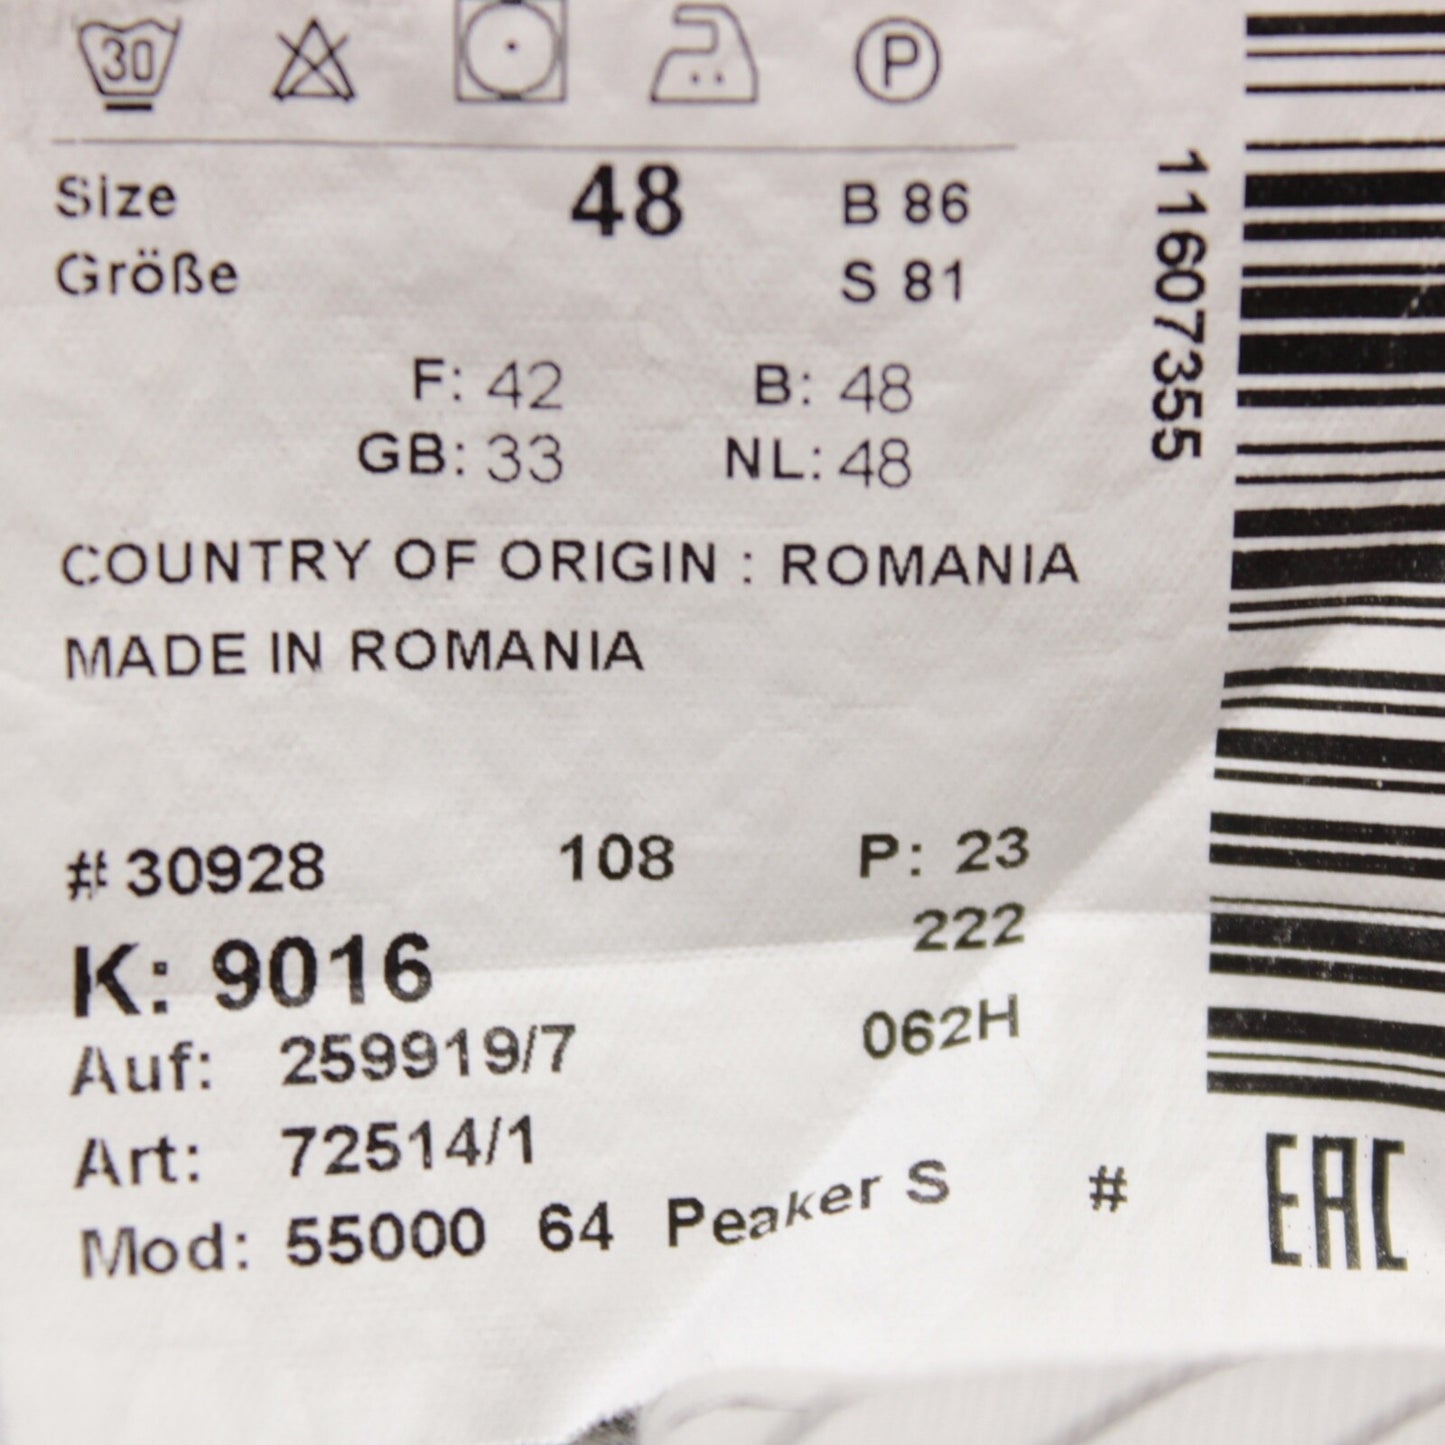 30 P
Size 48 B 86
Größe S 81
F: 42 B: 48
GB: 33 NL: 48
COUNTRY OF ORIGIN : ROMANIA
MADE IN ROMANIA
# 30928 108 P: 23
222
K: 9016
062H
Auf: 259919/7
Art: 72514/1
Mod: 55000 64 Peaker S #
11607355
EAC